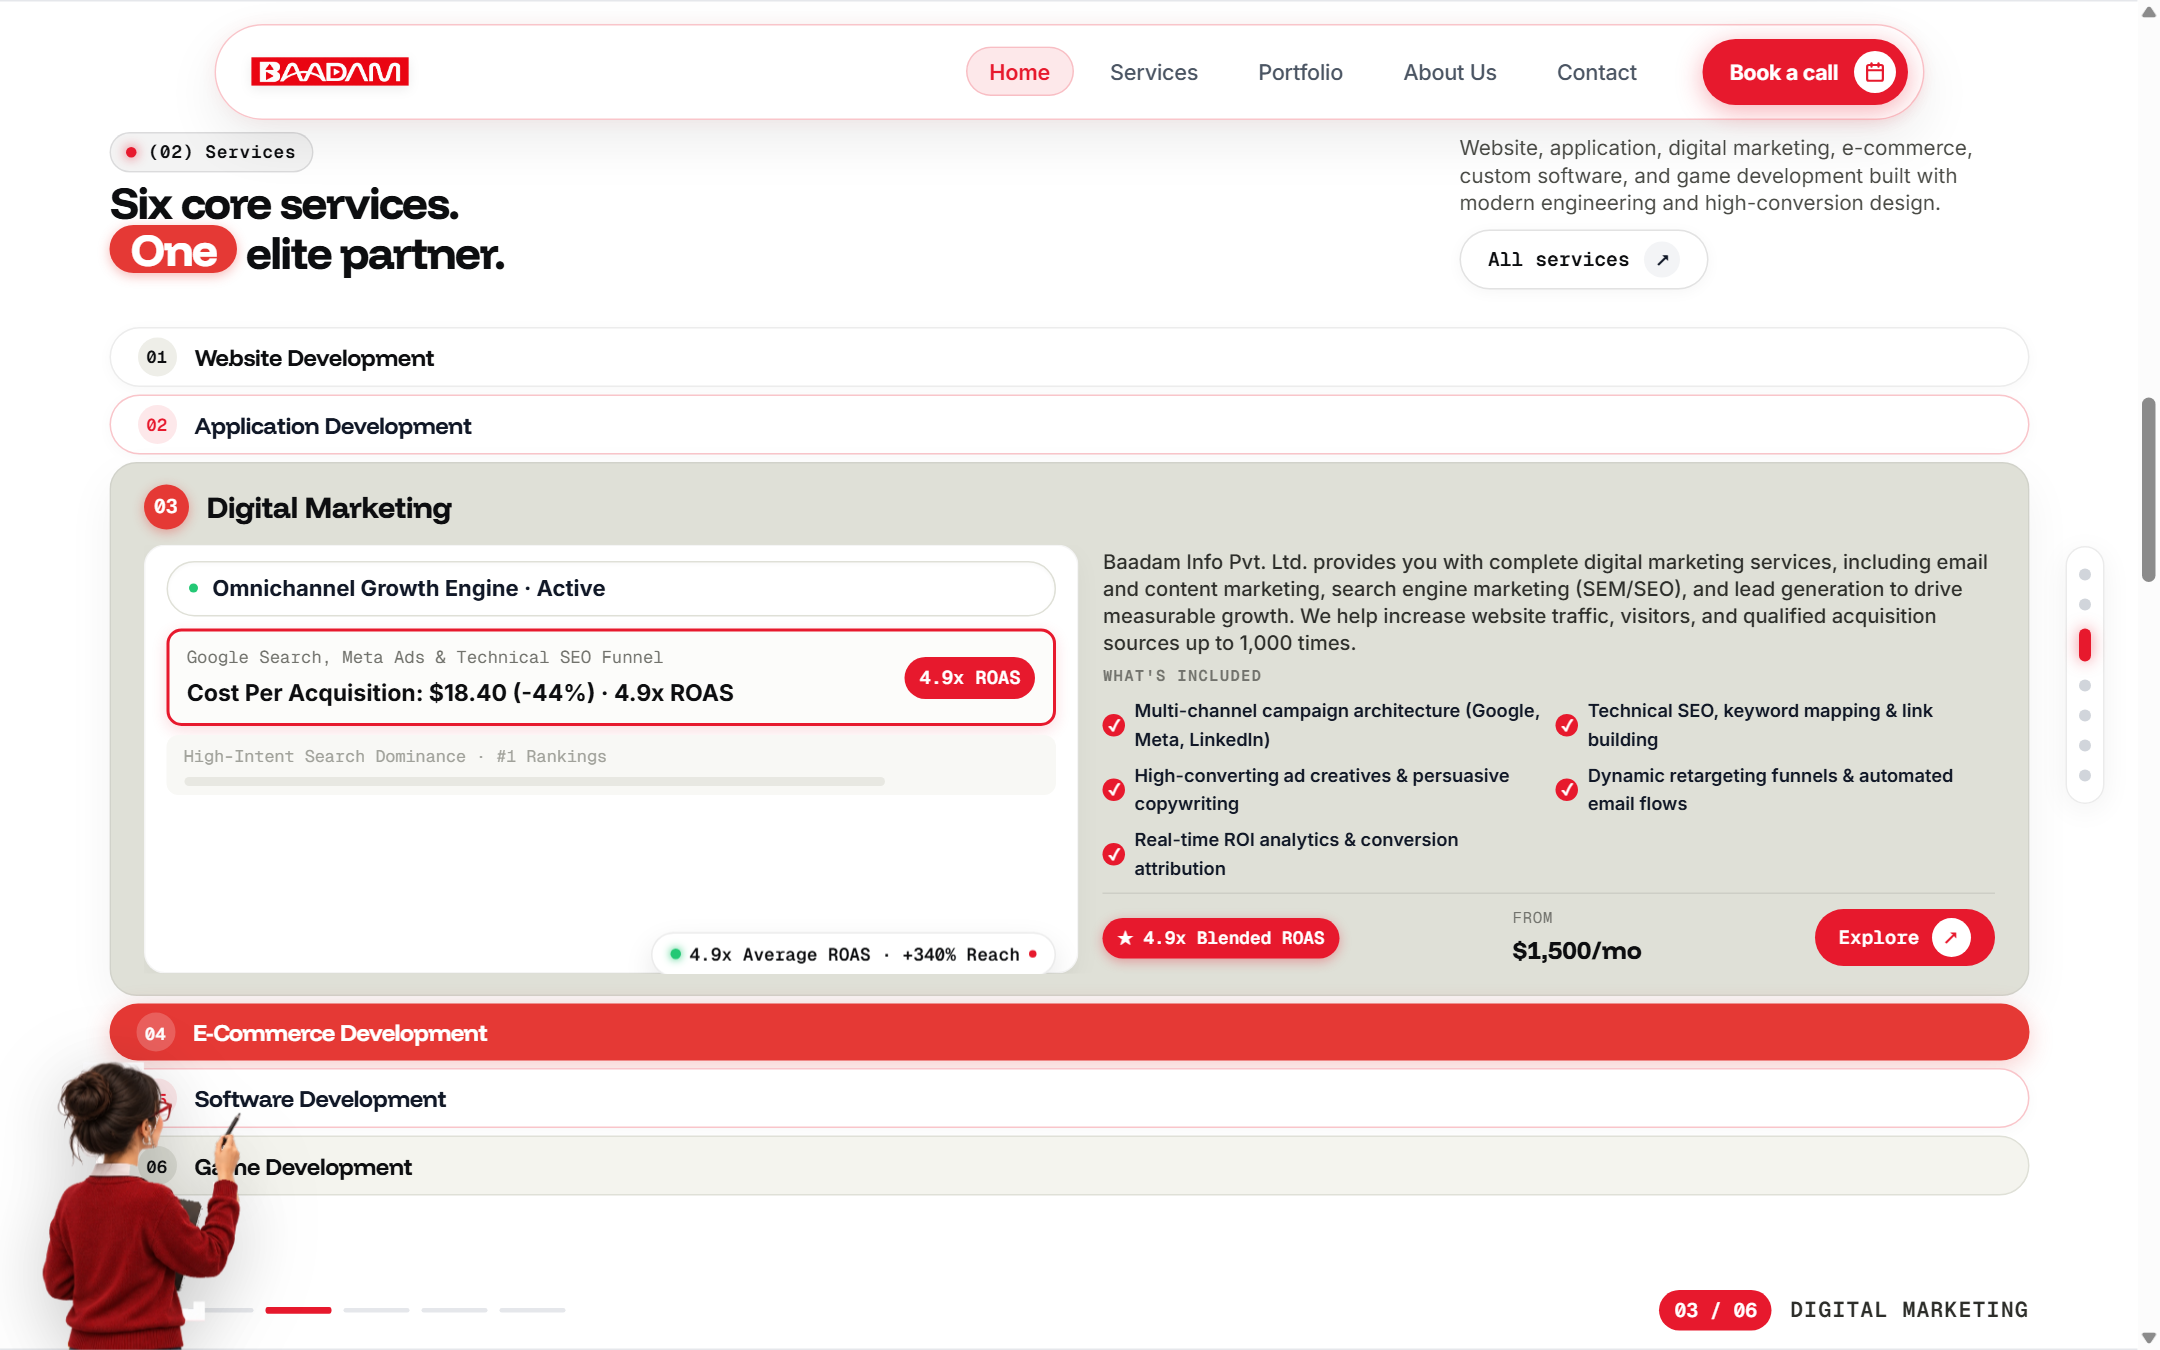 BAADAM
Home
Services
Portfolio
About Us
Contact
Book a call
(02) Services
Six core services.
One elite partner.
Website, application, digital marketing, e-commerce,
custom software, and game development built with
modern engineering and high-conversion design.
All services ↗
01 Website Development
02 Application Development
03 Digital Marketing
Omnichannel Growth Engine · Active
Google Search, Meta Ads & Technical SEO Funnel
Cost Per Acquisition: $18.40 (-44%) · 4.9x ROAS
4.9x ROAS
High-Intent Search Dominance · #1 Rankings
4.9x Average ROAS · +340% Reach
Baadam Info Pvt. Ltd. provides you with complete digital marketing services, including email
and content marketing, search engine marketing (SEM/SEO), and lead generation to drive
measurable growth. We help increase website traffic, visitors, and qualified acquisition
sources up to 1,000 times.
WHAT'S INCLUDED
Multi-channel campaign architecture (Google,
Meta, LinkedIn)
Technical SEO, keyword mapping & link
building
High-converting ad creatives & persuasive
copywriting
Dynamic retargeting funnels & automated
email flows
Real-time ROI analytics & conversion
attribution
★ 4.9x Blended ROAS
FROM
$1,500/mo
Explore ↗
04 E-Commerce Development
Software Development
06 Game Development
03 / 06 DIGITAL MARKETING